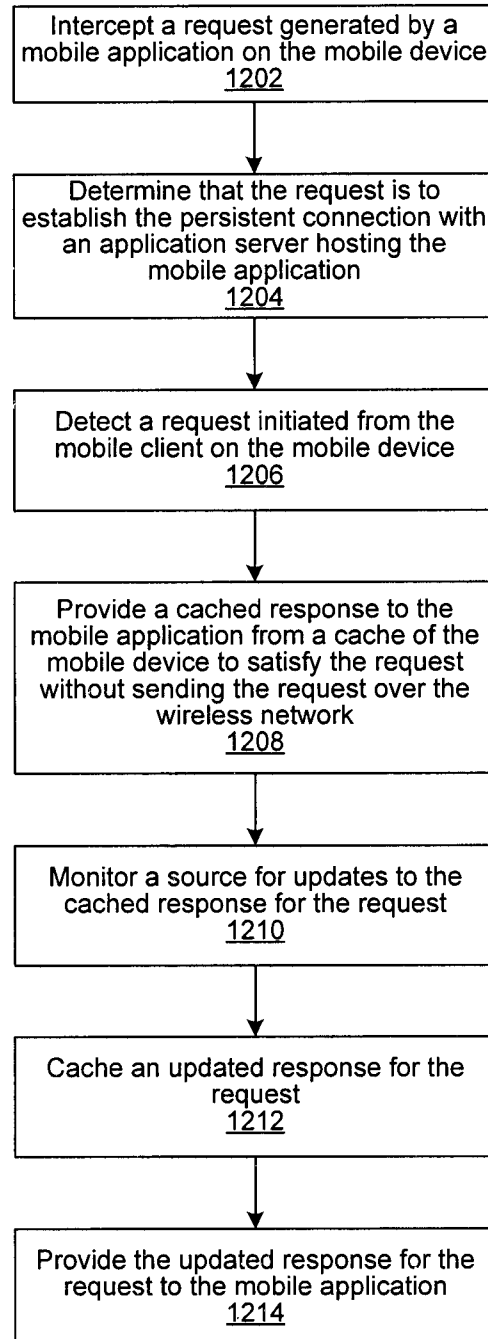 Intercept a request generated by a
mobile application on the mobile device
1202
Determine that the request is to
establish the persistent connection with
an application server hosting the
mobile application
1204
Detect a request initiated from the
mobile client on the mobile device
1206
Provide a cached response to the
mobile application from a cache of the
mobile device to satisfy the request
without sending the request over the
wireless network
1208
Monitor a source for updates to the
cached response for the request
1210
Cache an updated response for the
request
1212
Provide the updated response for the
request to the mobile application
1214